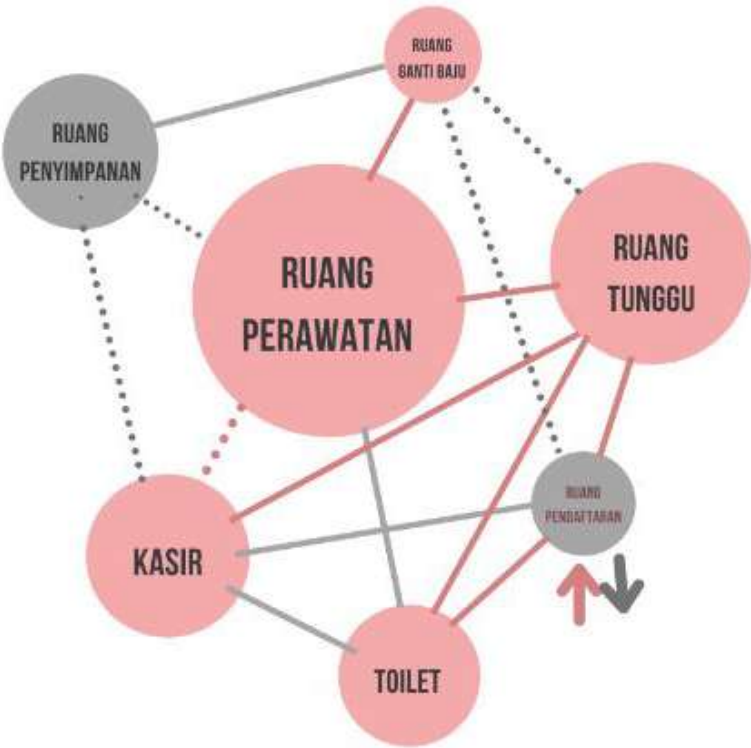 RUANG
GANTI BAJU
RUANG
PENYIMPANAN
RUANG
PERAWATAN
RUANG
TUNGGU
RUANG
PENDAFTARAN
KASIR
TOILET